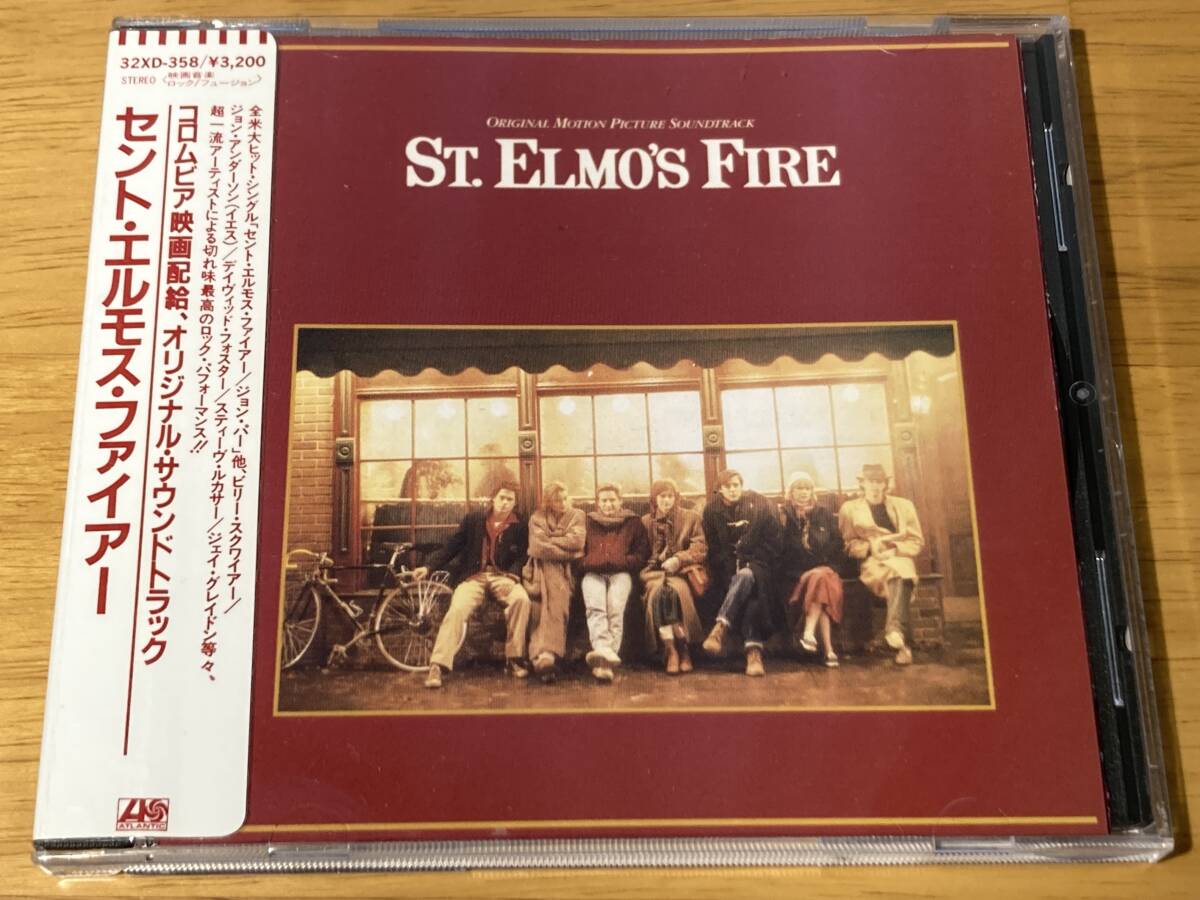 32XD-358/¥3,200
STEREO 〈映画音楽 ロック/フュージョン〉
全米大ヒット・シングル「セント・エルモス・ファイアー/ジョン・パー」他、ビリー・スクワイアー/
ジョン・アンダーソン(イエス)/デイヴィッド・フォスター/スティーヴ・ルカサー/ジェイ・グレイドン等々、
超一流アーティストによる切れ味最高のロック・パフォーマンス!!
コロムビア映画配給、オリジナル・サウンドトラック
セント・エルモス・ファイアー
ATLANTIC
ORIGINAL MOTION PICTURE SOUNDTRACK
ST. ELMO'S FIRE